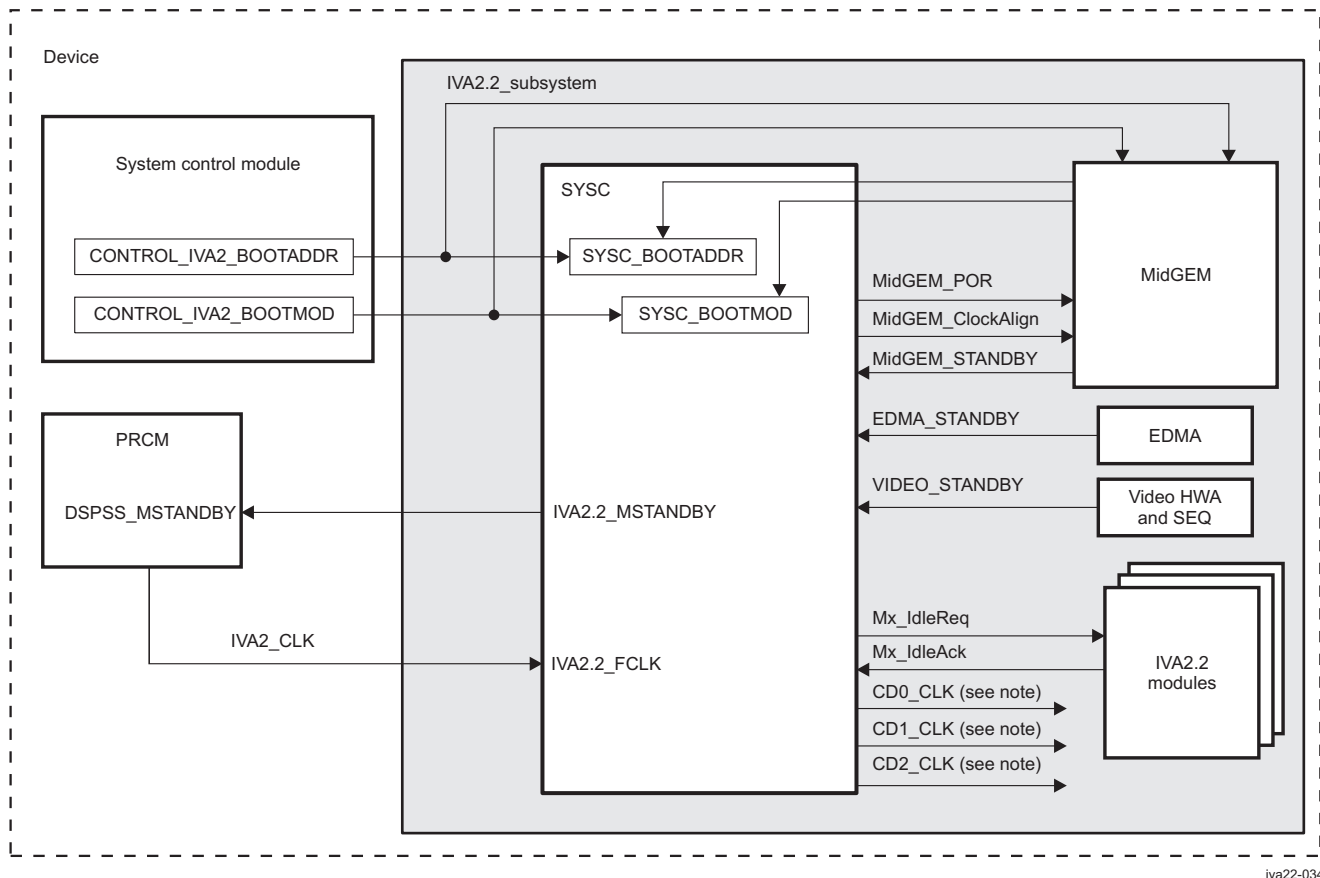 Device
IVA2.2_subsystem
System control module
CONTROL_IVA2_BOOTADDR
CONTROL_IVA2_BOOTMOD
SYSC
SYSC_BOOTADDR
SYSC_BOOTMOD
MidGEM
MidGEM_POR
MidGEM_ClockAlign
MidGEM_STANDBY
PRCM
DSPSS_MSTANDBY
EDMA_STANDBY
EDMA
VIDEO_STANDBY
Video HWA
and SEQ
IVA2.2_MSTANDBY
IVA2_CLK
IVA2.2_FCLK
Mx_IdleReq
Mx_IdleAck
IVA2.2
modules
CD0_CLK (see note)
CD1_CLK (see note)
CD2_CLK (see note)
iva22-034